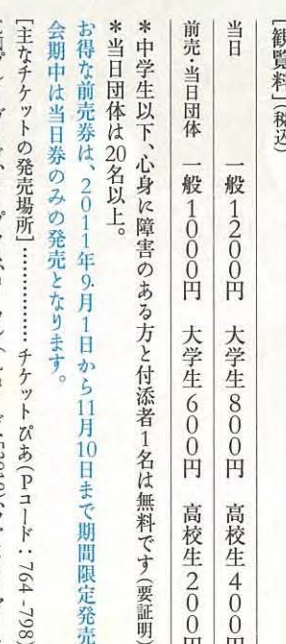 [観覧料](税込)
当日　一般1200円　大学生800円　高校生400円
前売・当日団体　一般1000円　大学生600円　高校生200円
＊中学生以下、心身に障害のある方と付添者1名は無料です(要証明)
＊当日団体は20名以上。
お得な前売券は、2011年9月1日から11月10日まで期間限定発売
会期中は当日券のみの発売となります。
[主なチケットの発売場所]……………チケットぴあ(Pコード：764-798)